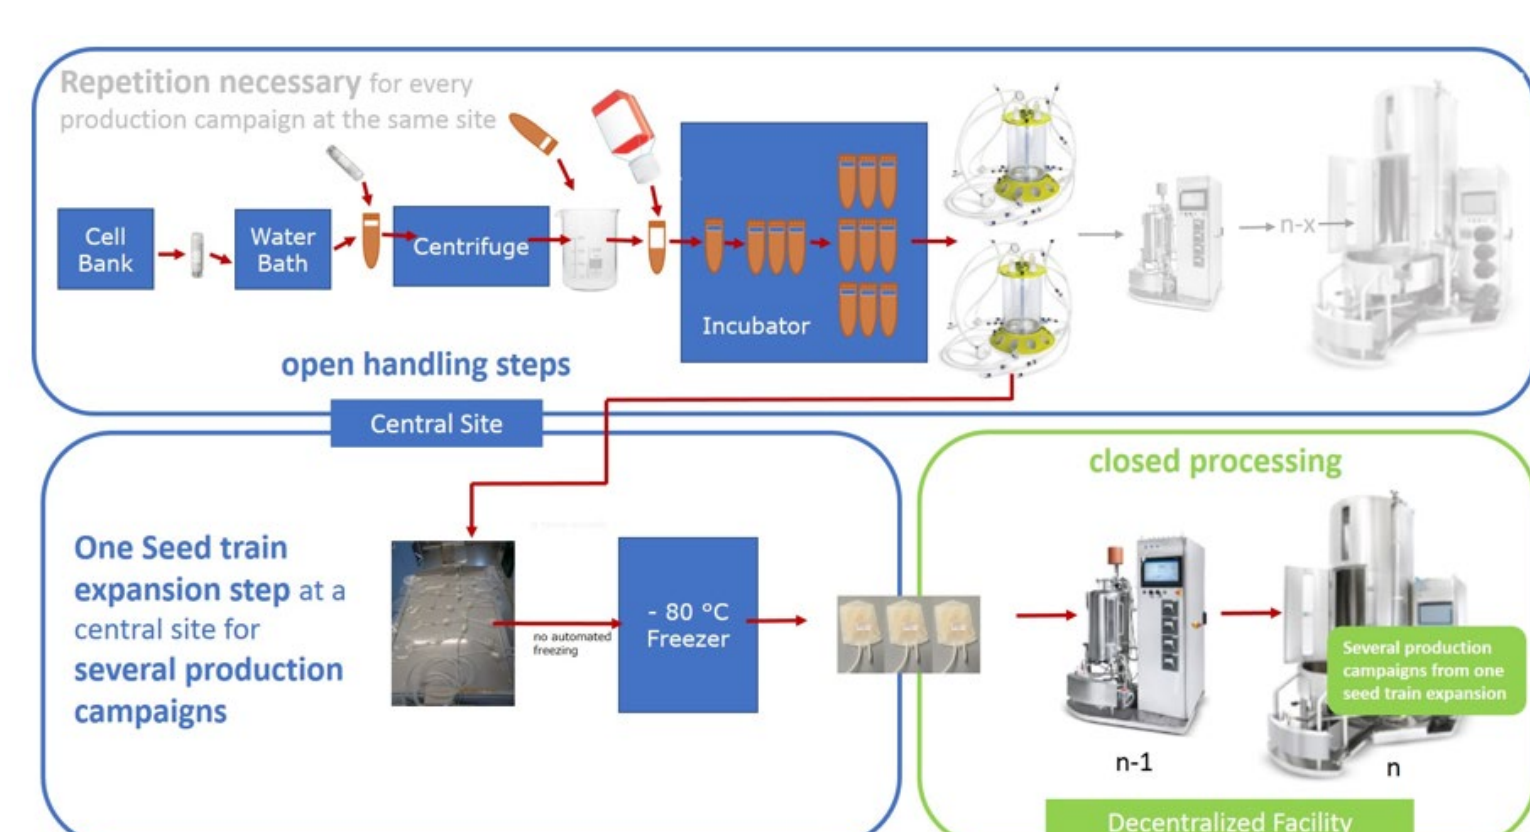 Repetition necessary for every
production campaign at the same site
Cell
Bank
Water
Bath
Centrifuge
Incubator
n-x
open handling steps
Central Site
One Seed train
expansion step at a
central site for
several production
campaigns
no automated
freezing
- 80 °C
Freezer
closed processing
Several production
campaigns from one
seed train expansion
n-1
n
Decentralized Facility